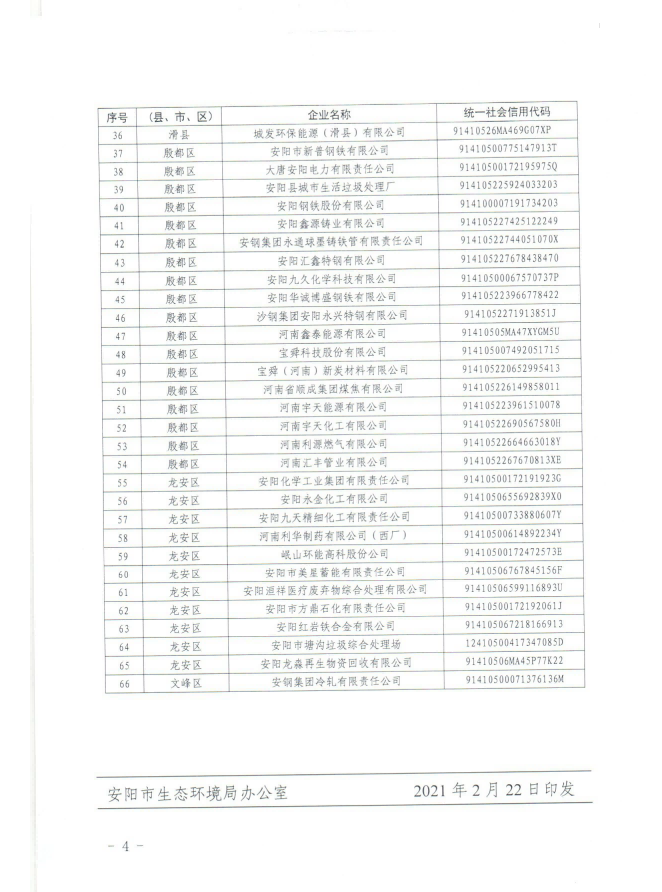 序号 （县、市、区） 企业名称 统一社会信用代码
36 滑县 城发环保能源（滑县）有限公司 91410526MA469G07XP
37 殷都区 安阳市新普钢铁有限公司 91410500775147913T
38 殷都区 大唐安阳电力有限责任公司 91410500172195975Q
39 殷都区 安阳县城市生活垃圾处理厂 914105225924033203
40 殷都区 安阳钢铁股份有限公司 914100007191734203
41 殷都区 安阳鑫源铸业有限公司 914105227425122249
42 殷都区 安钢集团永通球墨铸铁管有限责任公司 91410522744051070X
43 殷都区 安阳汇鑫特钢有限公司 914105227678438470
44 殷都区 安阳九久化学科技有限公司 91410500067570737P
45 殷都区 安阳华诚博盛钢铁有限公司 914105223966778422
46 殷都区 沙钢集团安阳永兴特钢有限公司 91410522271913851J
47 殷都区 河南鑫泰能源有限公司 91410505MA47XYGM5U
48 殷都区 宝舜科技股份有限公司 914105007492051715
49 殷都区 宝舜（河南）新炭材料有限公司 914105220652995413
50 殷都区 河南省顺成集团煤焦有限公司 914105226149858011
51 殷都区 河南宇天能源有限公司 914105223961510078
52 殷都区 河南宇天化工有限公司 91410522690567580H
53 殷都区 河南利源燃气有限公司 91410522664663018Y
54 殷都区 河南汇丰管业有限公司 9141052267670813XE
55 龙安区 安阳化学工业集团有限责任公司 91410500172191923G
56 龙安区 安阳永金化工有限公司 9141050655692839X0
57 龙安区 安阳九天精细化工有限责任公司 91410500733880607Y
58 龙安区 河南利华制药有限公司（西厂） 91410500614892234Y
59 龙安区 岷山环能高科股份公司 91410500172472573E
60 龙安区 安阳市美星蓄能有限责任公司 91410506767845156F
61 龙安区 安阳洹祥医疗废弃物综合处理有限公司 91410506599116893U
62 龙安区 安阳市方鼎石化有限责任公司 91410500172192061J
63 龙安区 安阳红岩铁合金有限公司 914105067218166913
64 龙安区 安阳市塘沟垃圾综合处理场 12410500417347085D
65 龙安区 安阳龙淼再生物资回收有限公司 91410506MA45P77K22
66 文峰区 安钢集团冷轧有限责任公司 91410500071376136M
安阳市生态环境局办公室 2021年2月22日印发
- 4 -